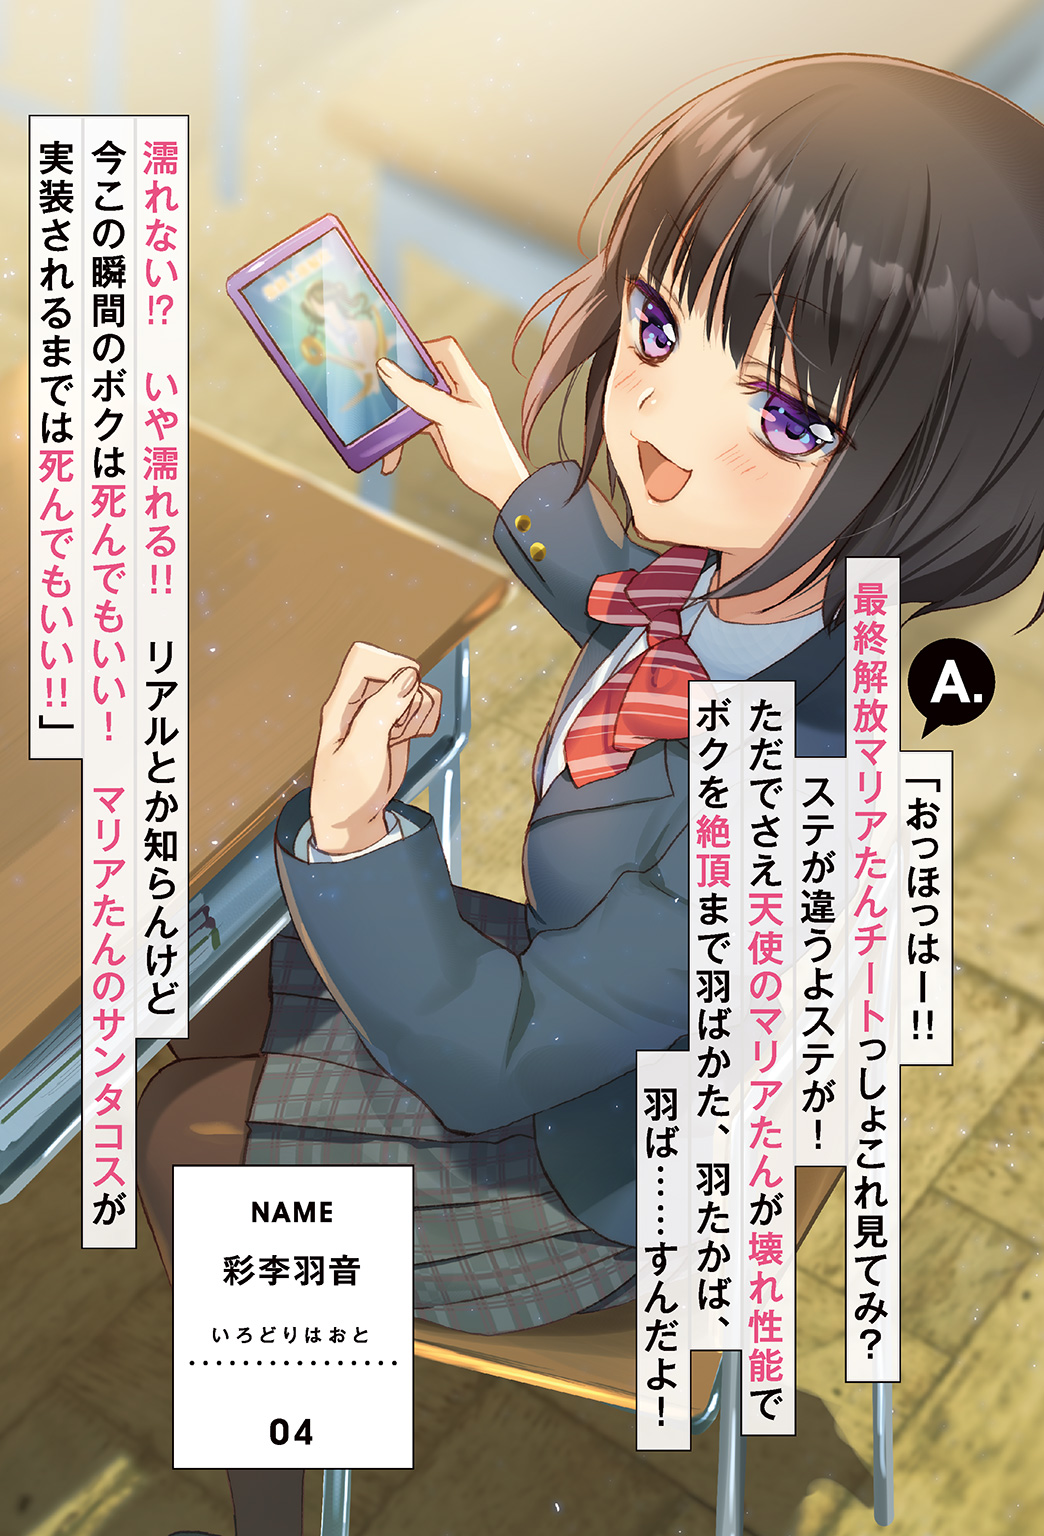 A.
「おっほっはー!!
最終解放マリアたんチートっしょこれ見てみ?
ステが違うよステが!
ただでさえ天使のマリアたんが壊れ性能で
ボクを絶頂まで羽ばかた、羽たかば、
羽ば……すんだよ!
濡れない!? いや濡れる!! リアルとか知らんけど
今この瞬間のボクは死んでもいい! マリアたんのサンタコスが
実装されるまでは死んでもいい!!」
NAME
彩李羽音
いろどりはおと
04